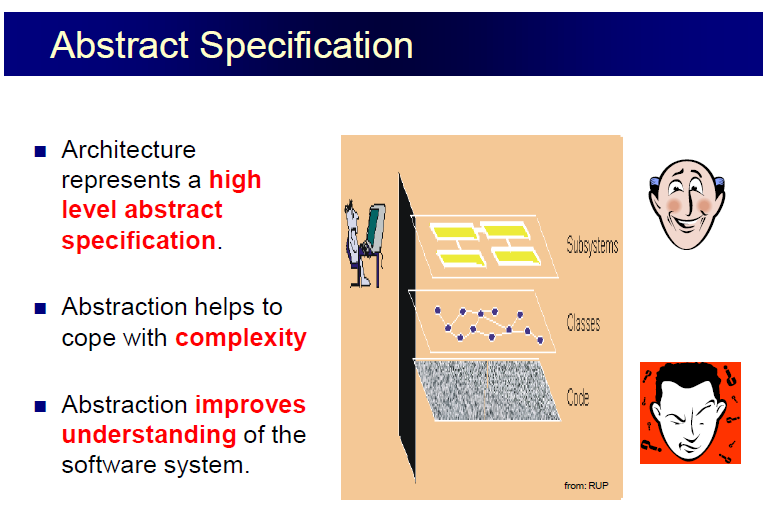 Abstract Specification
Architecture
represents a high
level abstract
specification.
Abstraction helps to
cope with complexity
Abstraction improves
understanding of the
software system.
Subsystems
Classes
Code
from: RUP